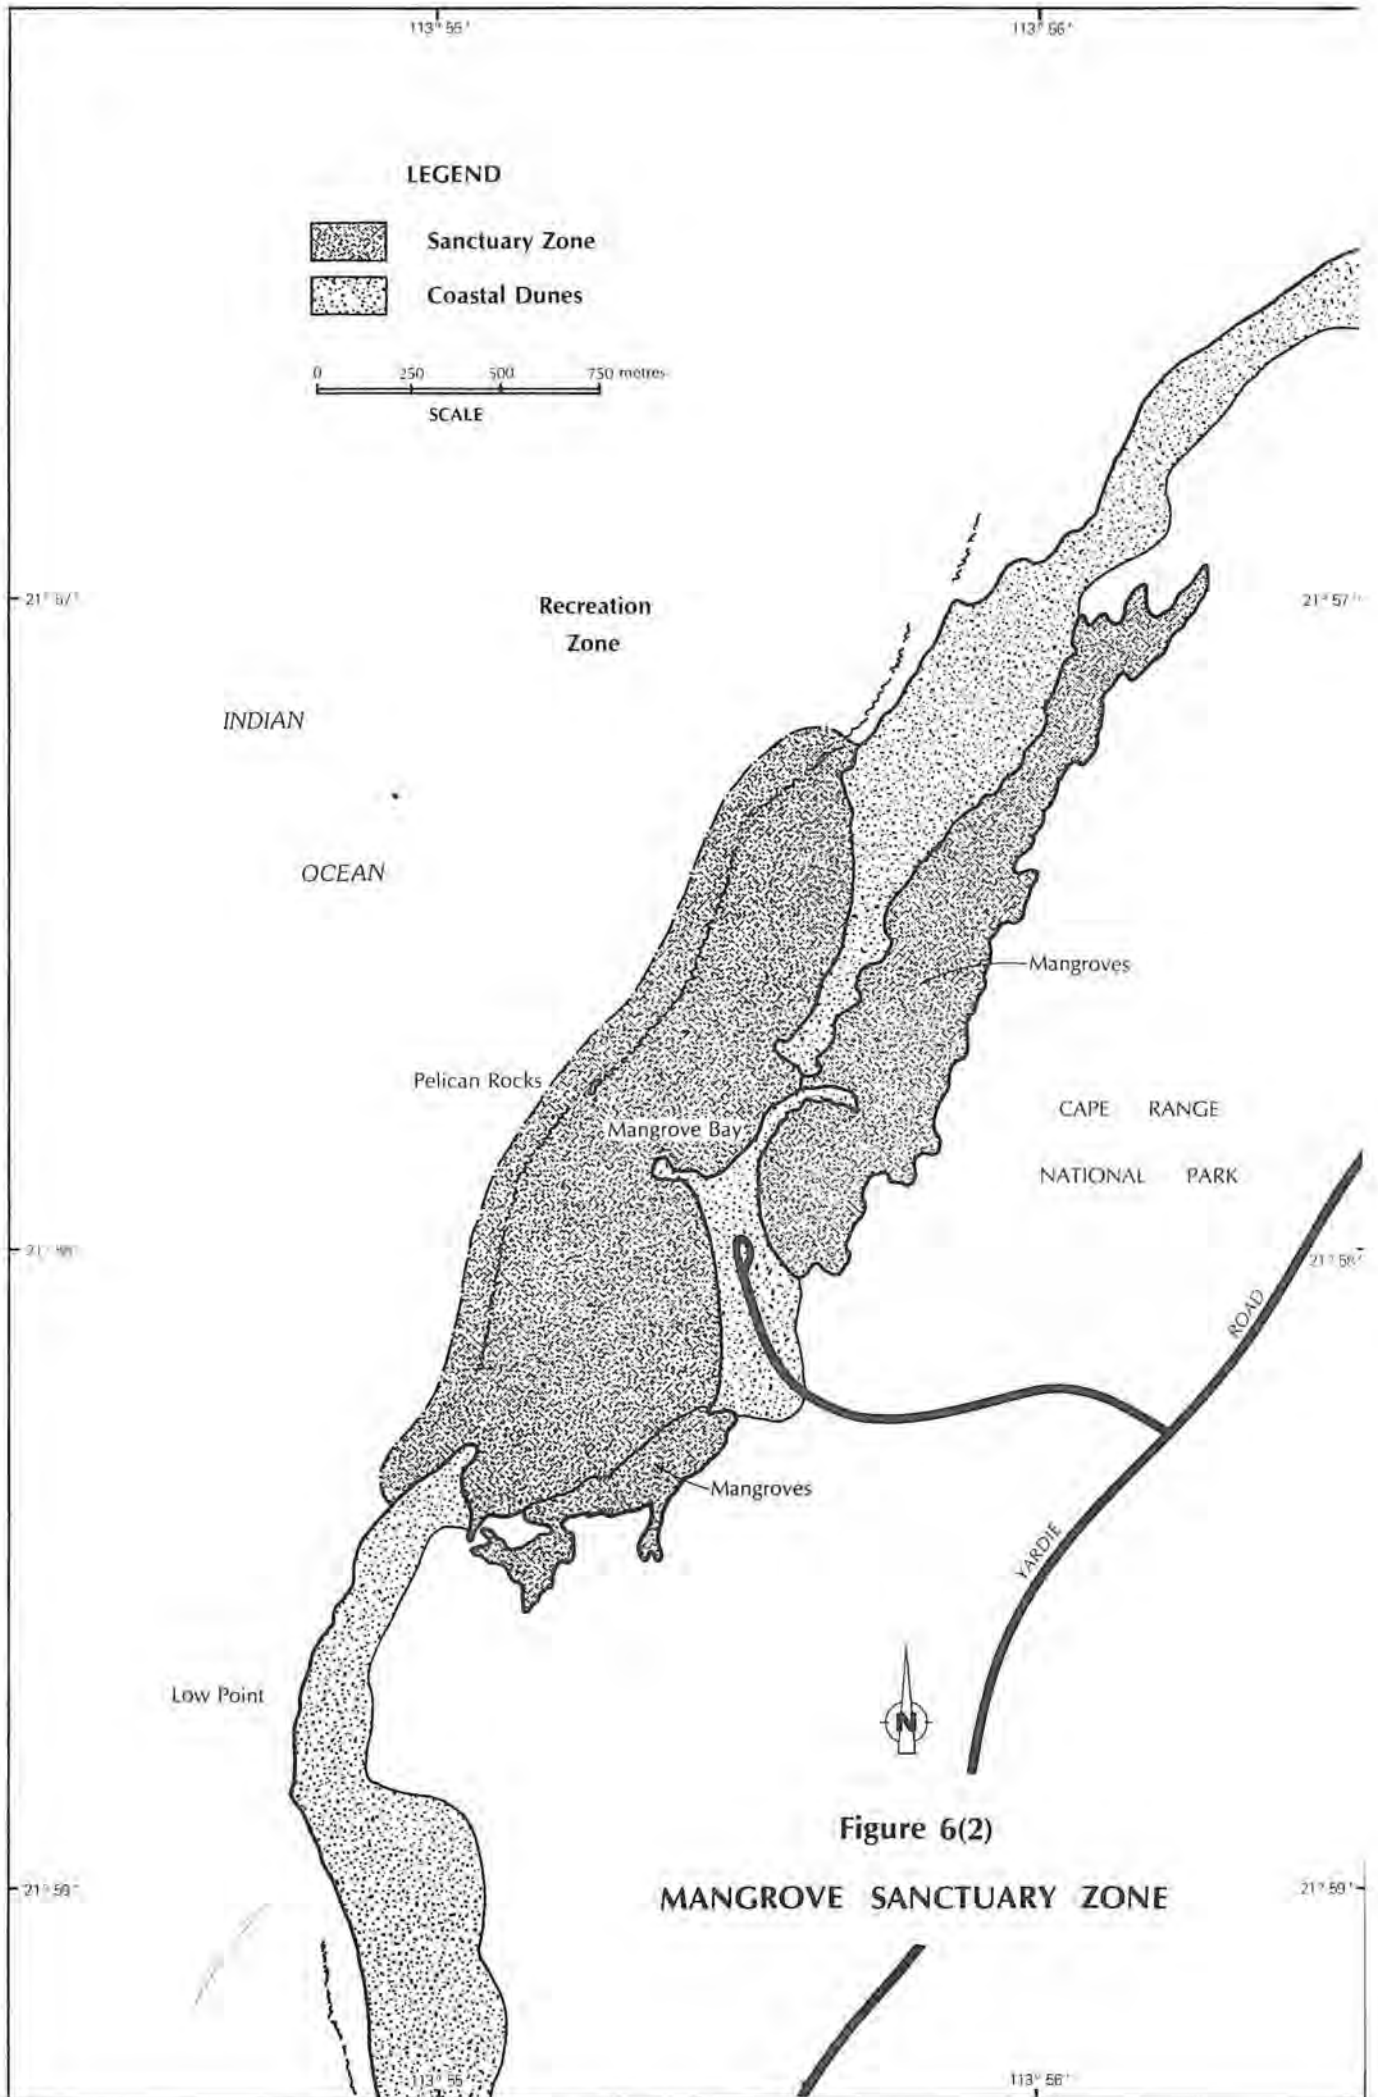 113° 55'
113° 56'
LEGEND
Sanctuary Zone
Coastal Dunes
0 250 500 750 metres
SCALE
21° 57'
Recreation
Zone
INDIAN
OCEAN
Mangroves
Pelican Rocks
Mangrove Bay
CAPE RANGE
NATIONAL PARK
21° 58'
ROAD
YARDIE
Mangroves
Low Point
N
Figure 6(2)
MANGROVE SANCTUARY ZONE
21° 59'
21° 59'
113° 55'
113° 56'